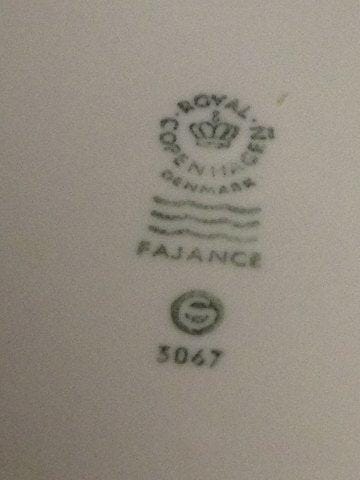 ROYAL
COPENHAGEN
DENMARK
FAJANCE
3067